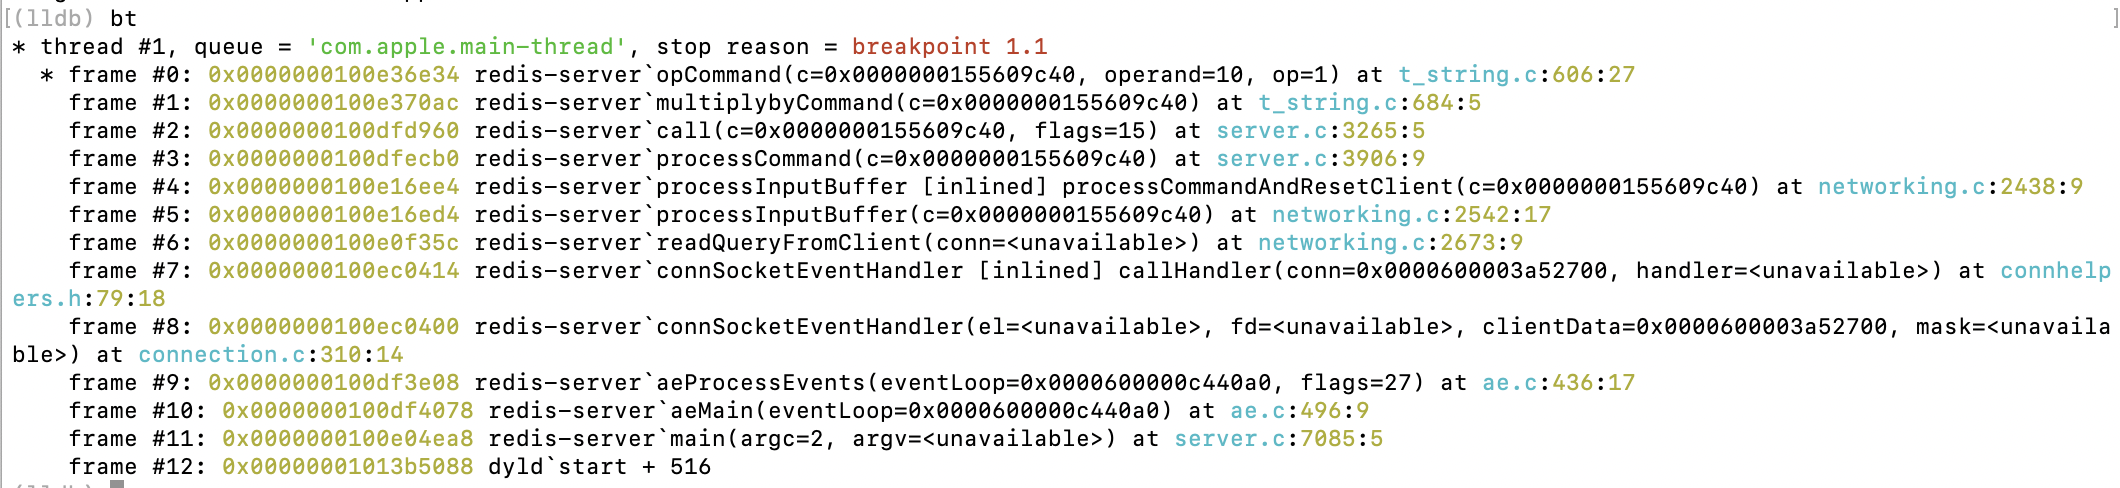 [(lldb) bt ]
* thread #1, queue = 'com.apple.main-thread', stop reason = breakpoint 1.1
  * frame #0: 0x0000000100e36e34 redis-server`opCommand(c=0x0000000155609c40, operand=10, op=1) at t_string.c:606:27
    frame #1: 0x0000000100e370ac redis-server`multiplybyCommand(c=0x0000000155609c40) at t_string.c:684:5
    frame #2: 0x0000000100dfd960 redis-server`call(c=0x0000000155609c40, flags=15) at server.c:3265:5
    frame #3: 0x0000000100dfecb0 redis-server`processCommand(c=0x0000000155609c40) at server.c:3906:9
    frame #4: 0x0000000100e16ee4 redis-server`processInputBuffer [inlined] processCommandAndResetClient(c=0x0000000155609c40) at networking.c:2438:9
    frame #5: 0x0000000100e16ed4 redis-server`processInputBuffer(c=0x0000000155609c40) at networking.c:2542:17
    frame #6: 0x0000000100e0f35c redis-server`readQueryFromClient(conn=<unavailable>) at networking.c:2673:9
    frame #7: 0x0000000100ec0414 redis-server`connSocketEventHandler [inlined] callHandler(conn=0x0000600003a52700, handler=<unavailable>) at connhelp
ers.h:79:18
    frame #8: 0x0000000100ec0400 redis-server`connSocketEventHandler(el=<unavailable>, fd=<unavailable>, clientData=0x0000600003a52700, mask=<unavaila
ble>) at connection.c:310:14
    frame #9: 0x0000000100df3e08 redis-server`aeProcessEvents(eventLoop=0x0000600000c440a0, flags=27) at ae.c:436:17
    frame #10: 0x0000000100df4078 redis-server`aeMain(eventLoop=0x0000600000c440a0) at ae.c:496:9
    frame #11: 0x0000000100e04ea8 redis-server`main(argc=2, argv=<unavailable>) at server.c:7085:5
    frame #12: 0x00000001013b5088 dyld`start + 516